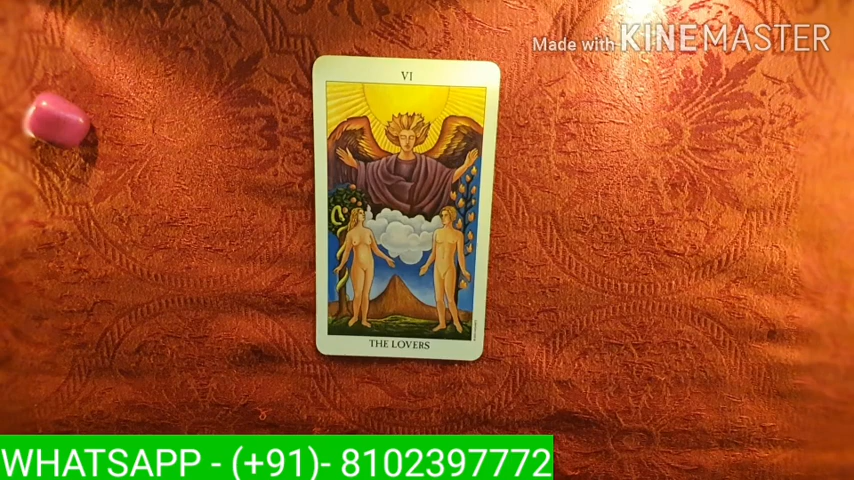 Made with KINEMASTER
VI
THE LOVERS
WHATSAPP - (+91)- 8102397772